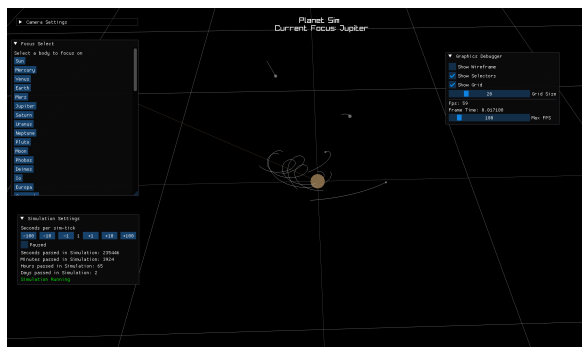 Planet Sim
Current Focus: Jupiter
▶ Camera Settings
▼ Focus Select
Select a body to focus on
Sun
Mercury
Venus
Earth
Mars
Jupiter
Saturn
Uranus
Neptune
Pluto
Moon
Phobos
Deimos
Io
Europa
▼ Simulation Settings
Seconds per sim-tick
-100 -10 -1 1 +1 +10 +100
Paused
Seconds passed in Simulation: 235446
Minutes passed in Simulation: 3924
Hours passed in Simulation: 65
Days passed in Simulation: 2
Simulation Running
▼ Graphics Debugger
Show Wireframe
Show Selectors
Show Grid
20 Grid Size
Fps: 59
Frame Time: 0.017100
100 Max FPS